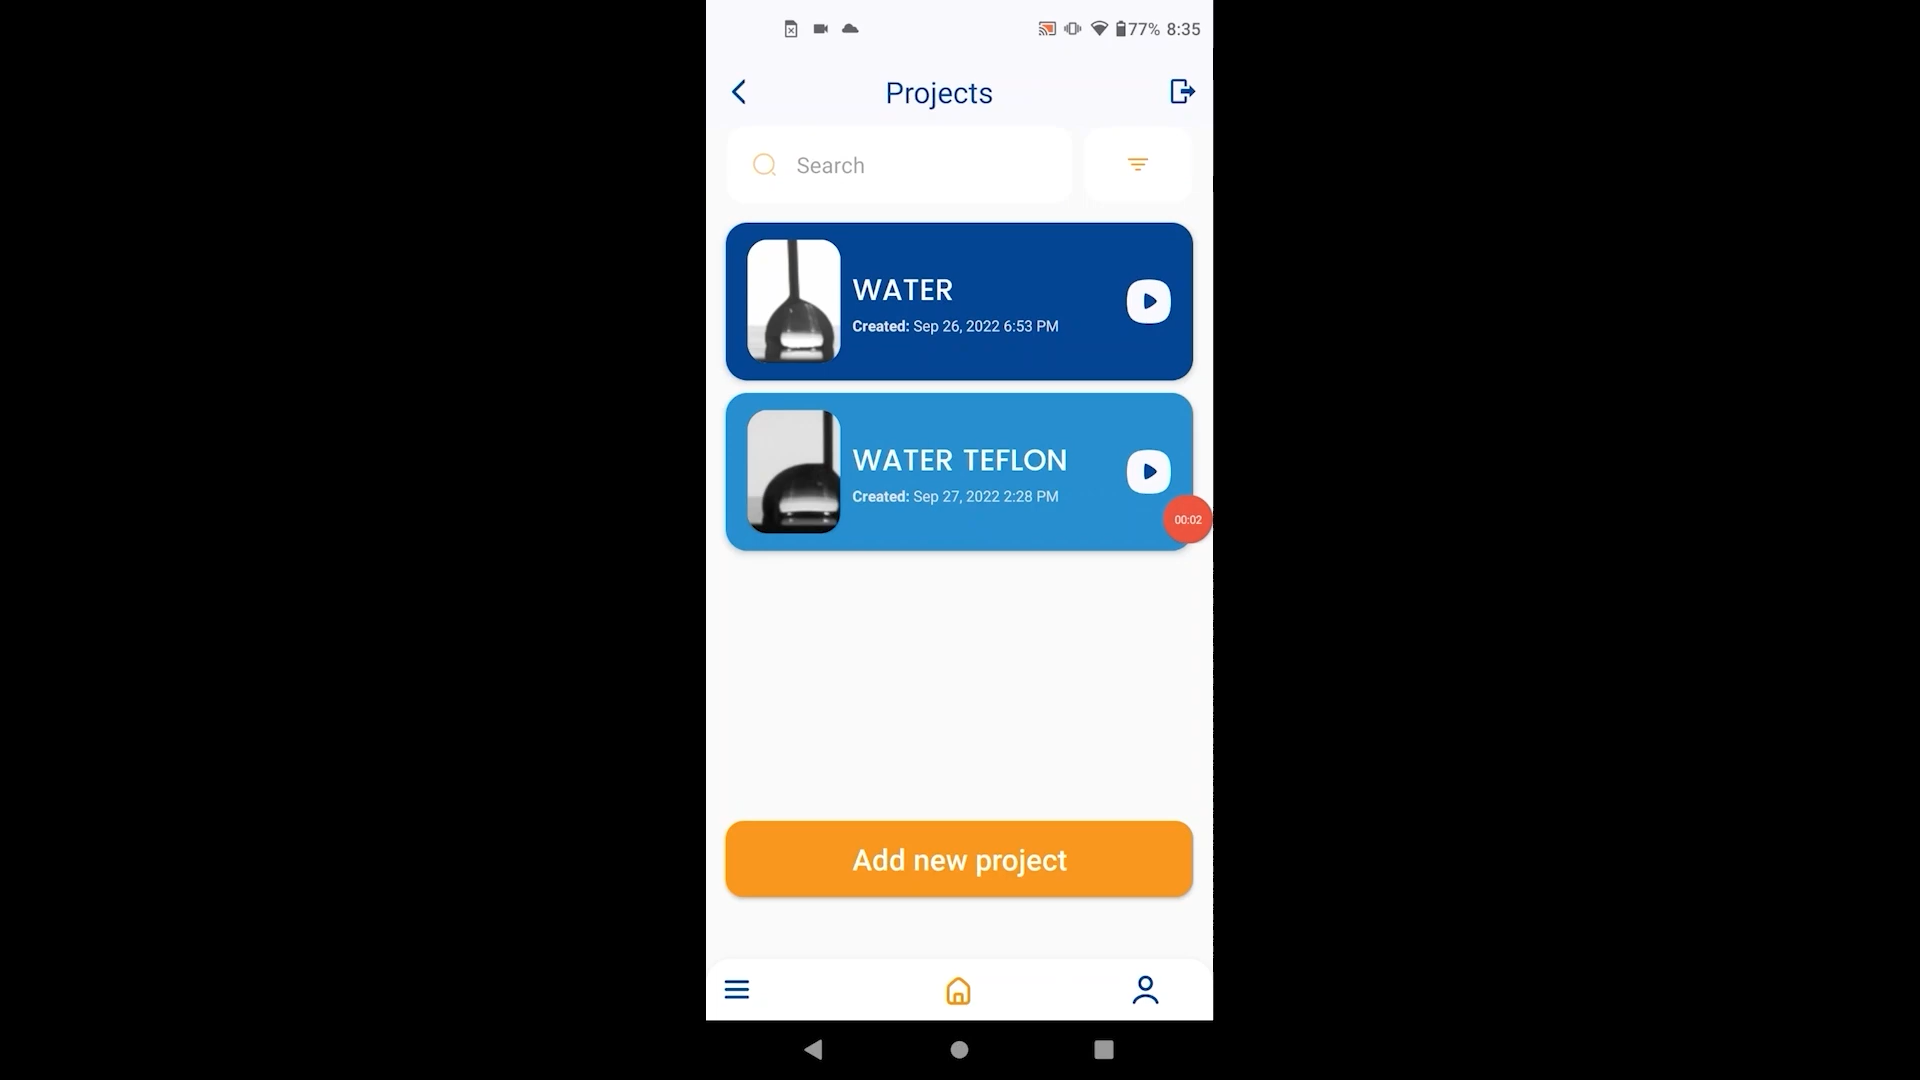 77% 8:35
Projects
Search
WATER
Created: Sep 26, 2022 6:53 PM
WATER TEFLON
Created: Sep 27, 2022 2:28 PM
00:02
Add new project